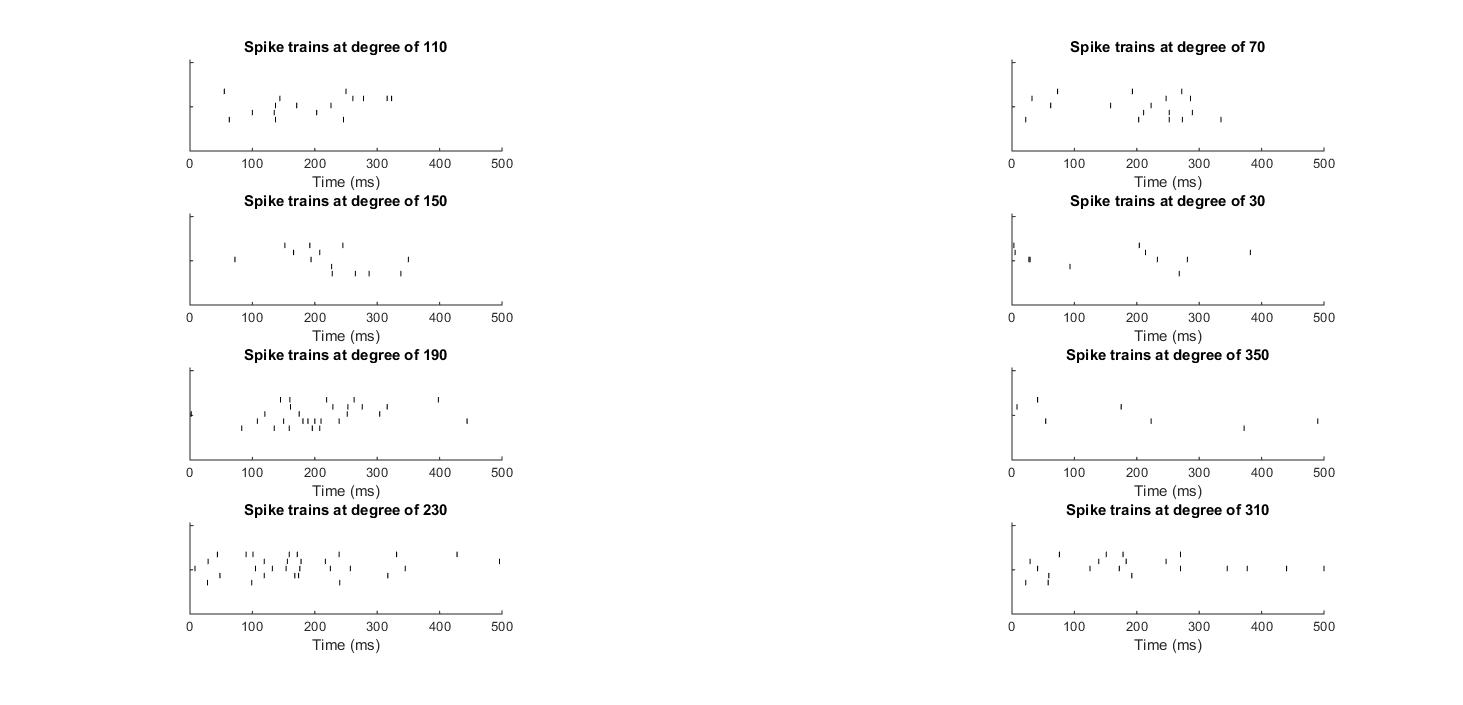 Spike trains at degree of 110
0 100 200 300 400 500
Time (ms)
Spike trains at degree of 150
0 100 200 300 400 500
Time (ms)
Spike trains at degree of 190
0 100 200 300 400 500
Time (ms)
Spike trains at degree of 230
0 100 200 300 400 500
Time (ms)
Spike trains at degree of 70
0 100 200 300 400 500
Time (ms)
Spike trains at degree of 30
0 100 200 300 400 500
Time (ms)
Spike trains at degree of 350
0 100 200 300 400 500
Time (ms)
Spike trains at degree of 310
0 100 200 300 400 500
Time (ms)